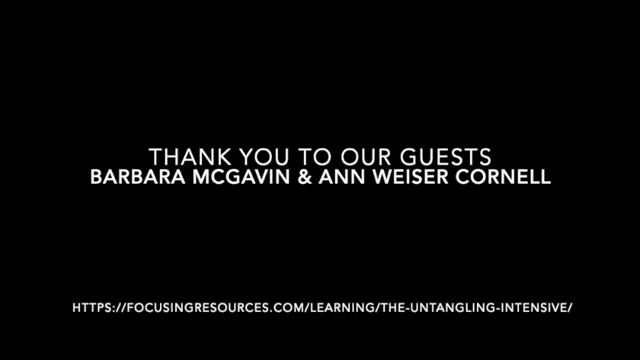 THANK YOU TO OUR GUESTS
BARBARA MCGAVIN & ANN WEISER CORNELL
HTTPS://FOCUSINGRESOURCES.COM/LEARNING/THE-UNTANGLING-INTENSIVE/